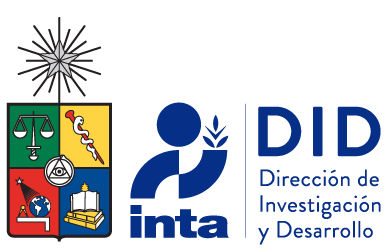 inta
DID
Dirección de
Investigación
y Desarrollo